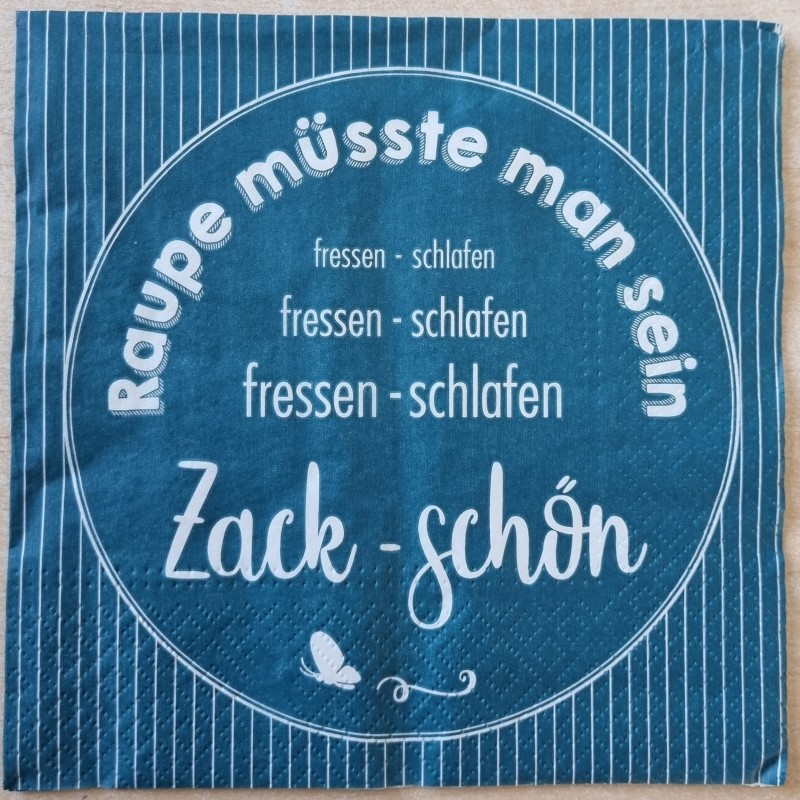 Raupe müsste man sein
fressen - schlafen
fressen - schlafen
fressen - schlafen
Zack - schön